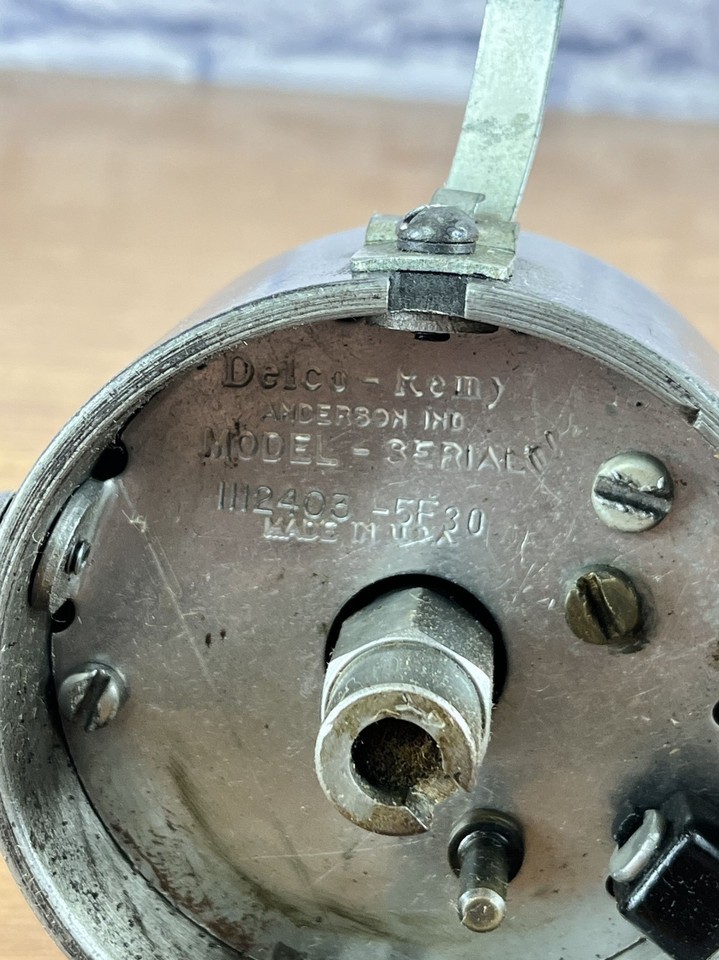 Delco-Remy
ANDERSON IND
MODEL - SERIAL
1112403 -5F30
MADE IN U.S.A